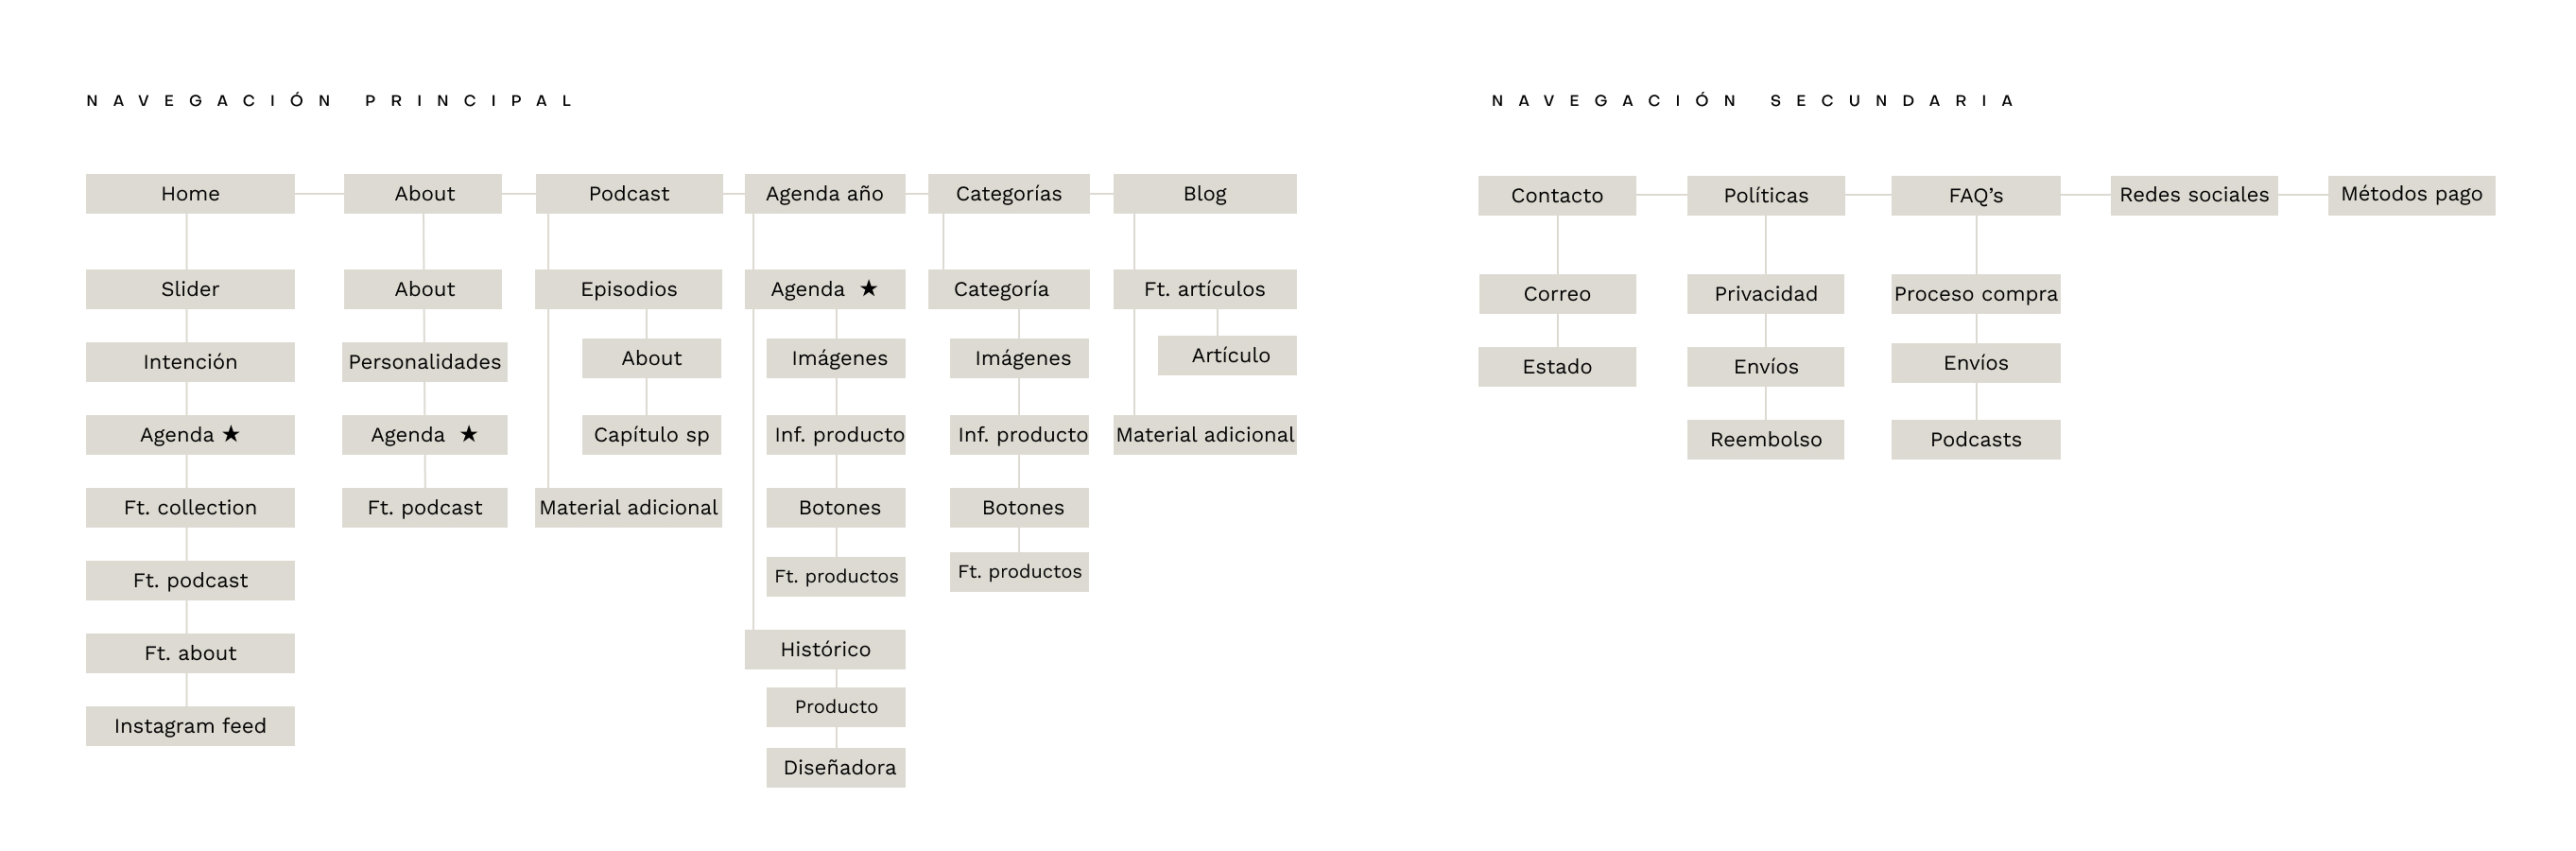 NAVEGACIÓN PRINCIPAL
Home
About
Podcast
Agenda año
Categorías
Blog
Slider
Intención
Agenda ★
Ft. collection
Ft. podcast
Ft. about
Instagram feed
About
Personalidades
Agenda ★
Ft. podcast
Episodios
About
Capítulo sp
Material adicional
Agenda ★
Imágenes
Inf. producto
Botones
Ft. productos
Histórico
Producto
Diseñadora
Categoría
Imágenes
Inf. producto
Botones
Ft. productos
Ft. artículos
Artículo
Material adicional
NAVEGACIÓN SECUNDARIA
Contacto
Políticas
FAQ’s
Redes sociales
Métodos pago
Correo
Estado
Privacidad
Envíos
Reembolso
Proceso compra
Envíos
Podcasts